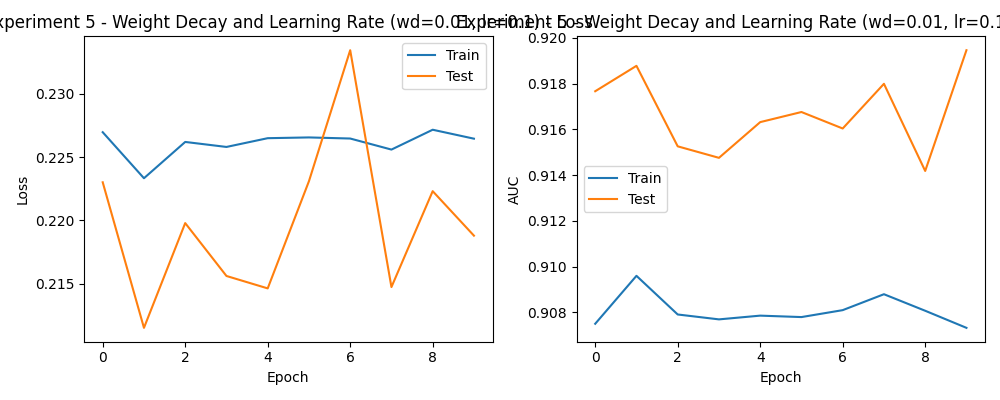 xperiment 5 - Weight Decay and Learning Rate (wd=0.01, lr=0.1) - Loss
Experiment 5 - Weight Decay and Learning Rate (wd=0.01, lr=0.1
Train
Test
0.230
0.225
0.220
0.215
Loss
0 2 4 6 8
Epoch
0.920
0.918
0.916
0.914
0.912
0.910
0.908
AUC
Train
Test
0 2 4 6 8
Epoch